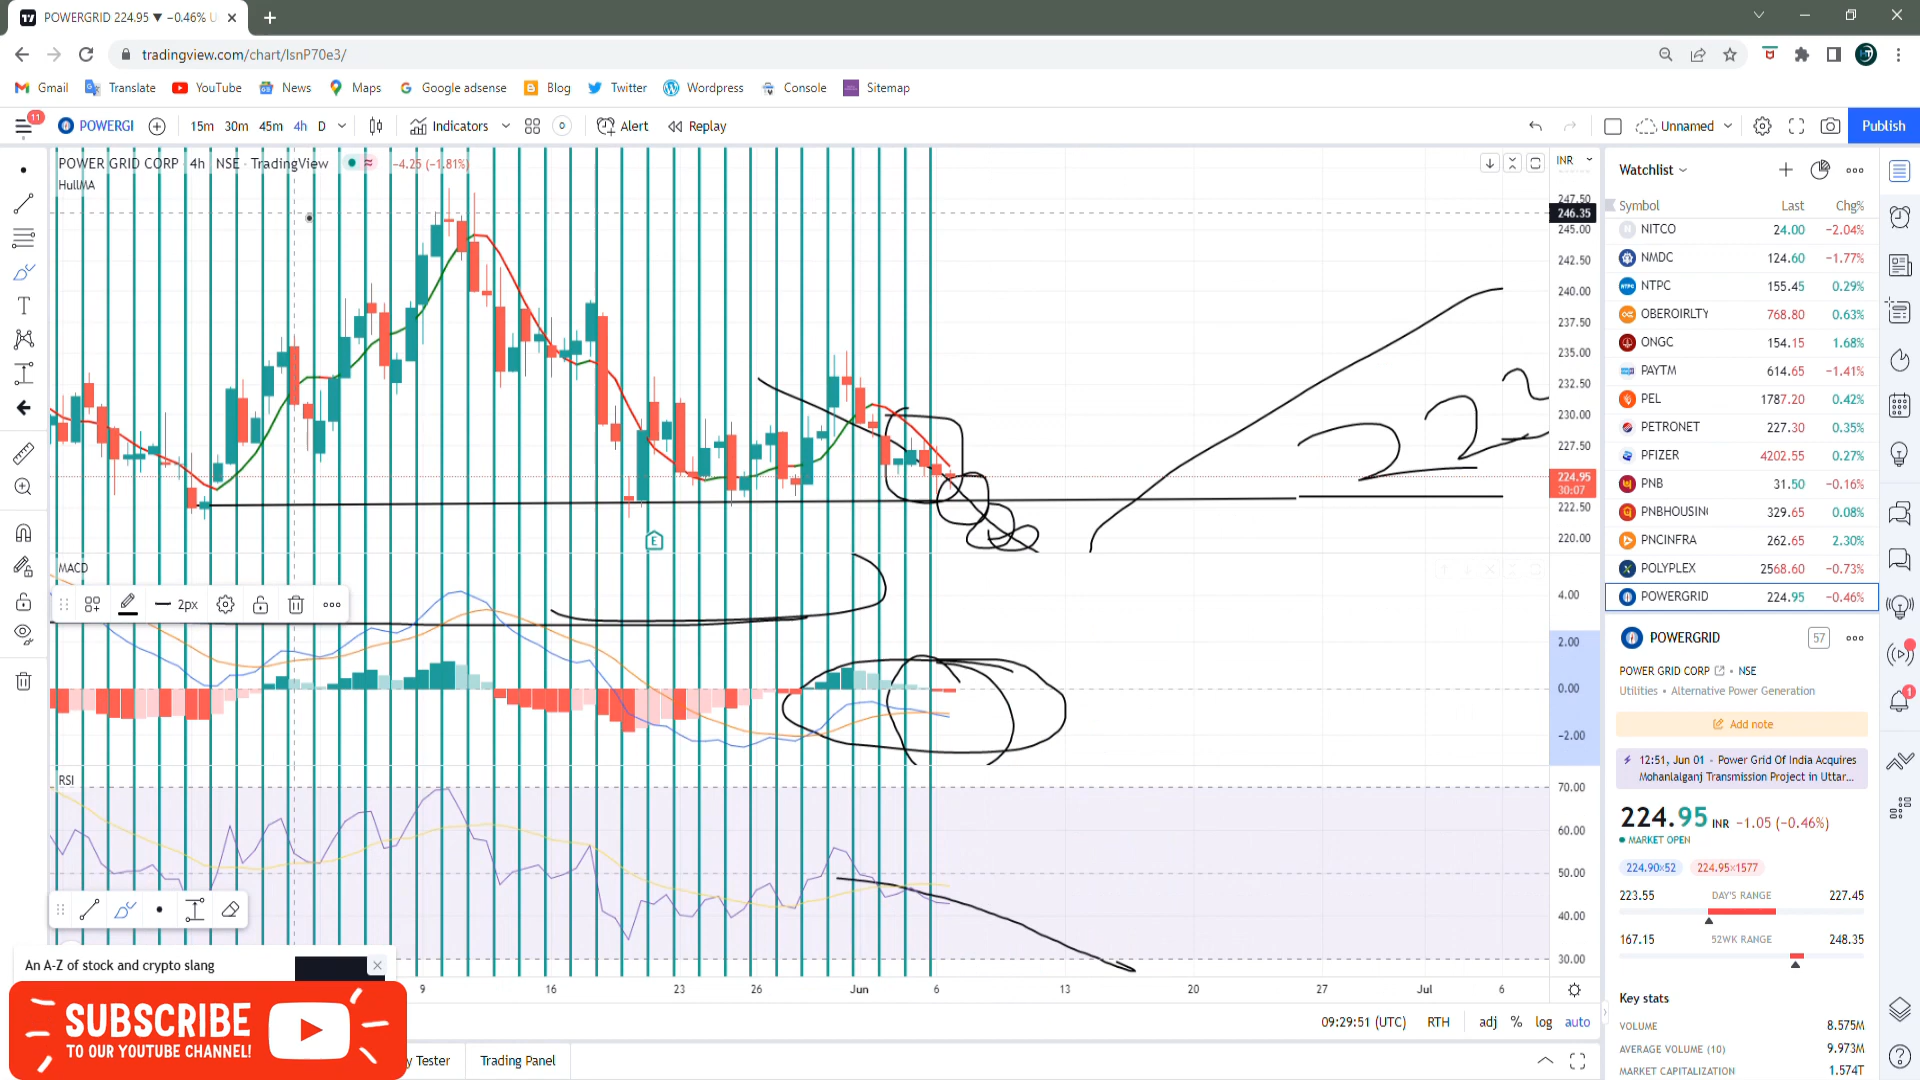 POWERGRID 224.95 ▼ −0.46% U
tradingview.com/chart/lsnP70e3/
Gmail Translate YouTube News Maps Google adsense Blog Twitter Wordpress Console Sitemap
11 POWERGI 15m 30m 45m 4h D Indicators Alert Replay Unnamed Publish
POWER GRID CORP · 4h · NSE · TradingView −4.25 (−1.81%)
HullMA
INR
247.50
246.35
245.00
242.50
240.00
237.50
235.00
232.50
230.00
227.50
224.95
30:07
222.50
220.00
22
E
MACD
2px
4.00
2.00
0.00
−2.00
RSI
70.00
60.00
50.00
40.00
30.00
9 16 23 26 Jun 6 13 20 27 Jul 6
An A-Z of stock and crypto slang
SUBSCRIBE
TO OUR YOUTUBE CHANNEL!
09:29:51 (UTC) RTH adj % log auto
y Tester Trading Panel
Watchlist
Symbol Last Chg%
NITCO 24.00 −2.04%
NMDC 124.60 −1.77%
NTPC 155.45 0.29%
OBEROIRLTY 768.80 0.63%
ONGC 154.15 1.68%
PAYTM 614.65 −1.41%
PEL 1787.20 0.42%
PETRONET 227.30 0.35%
PFIZER 4202.55 0.27%
PNB 31.50 −0.16%
PNBHOUSING 329.65 0.08%
PNCINFRA 262.65 2.30%
POLYPLEX 2568.60 −0.73%
POWERGRID 224.95 −0.46%
POWERGRID 57
POWER GRID CORP · NSE
Utilities • Alternative Power Generation
Add note
12:51, Jun 01 · Power Grid Of India Acquires
Mohanlalganj Transmission Project in Uttar...
224.95 INR −1.05 (−0.46%)
MARKET OPEN
224.90×52 224.95×1577
223.55 DAY'S RANGE 227.45
167.15 52WK RANGE 248.35
Key stats
VOLUME 8.575M
AVERAGE VOLUME (10) 9.973M
MARKET CAPITALIZATION 1.574T
1